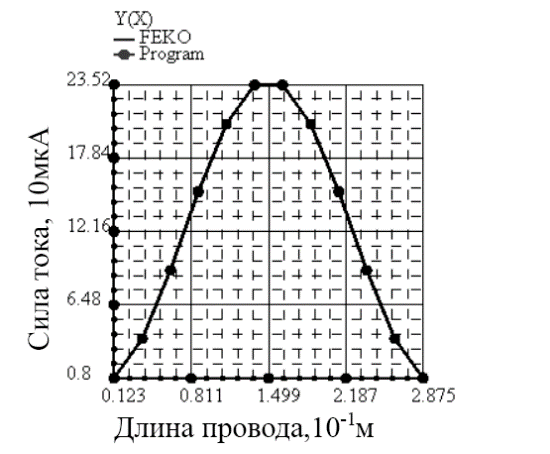 Y(X)
FEKO
Program
23.52
17.84
12.16
6.48
0.8
0.123 0.811 1.499 2.187 2.875
Сила тока, 10мкА
Длина провода,10⁻¹м